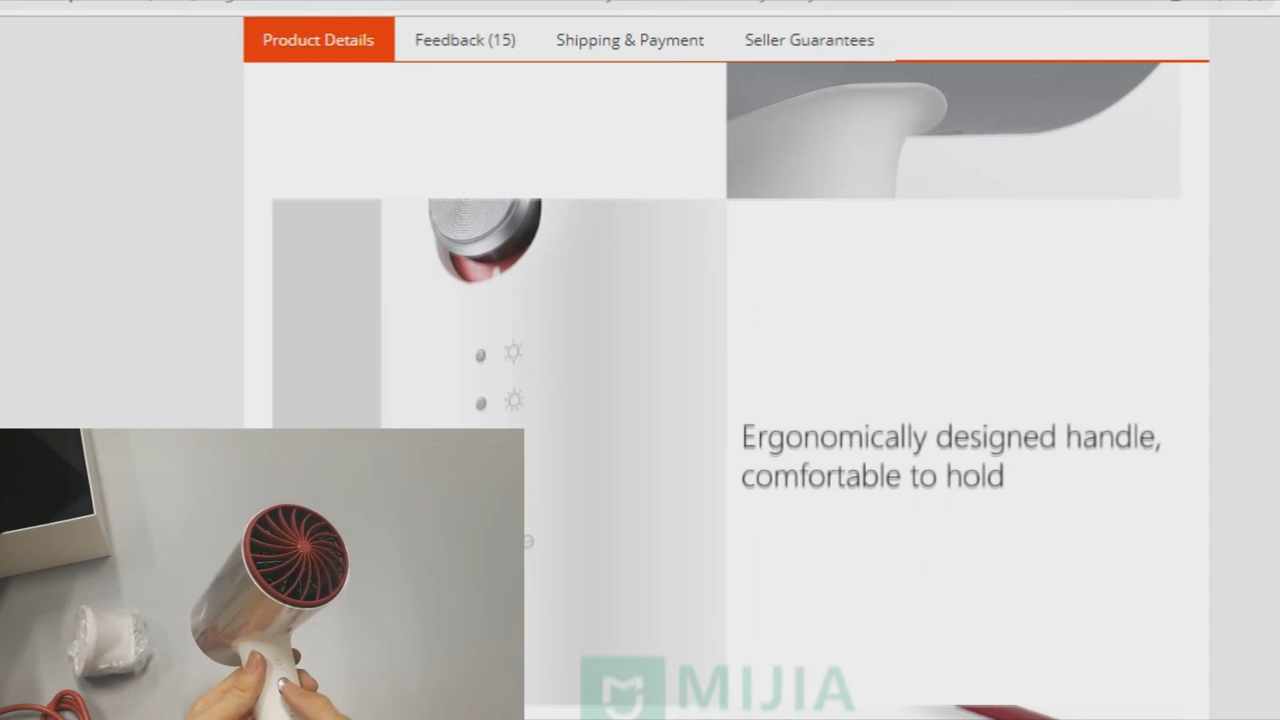 Product Details
Feedback (15)
Shipping & Payment
Seller Guarantees
Ergonomically designed handle,
comfortable to hold
MIJIA